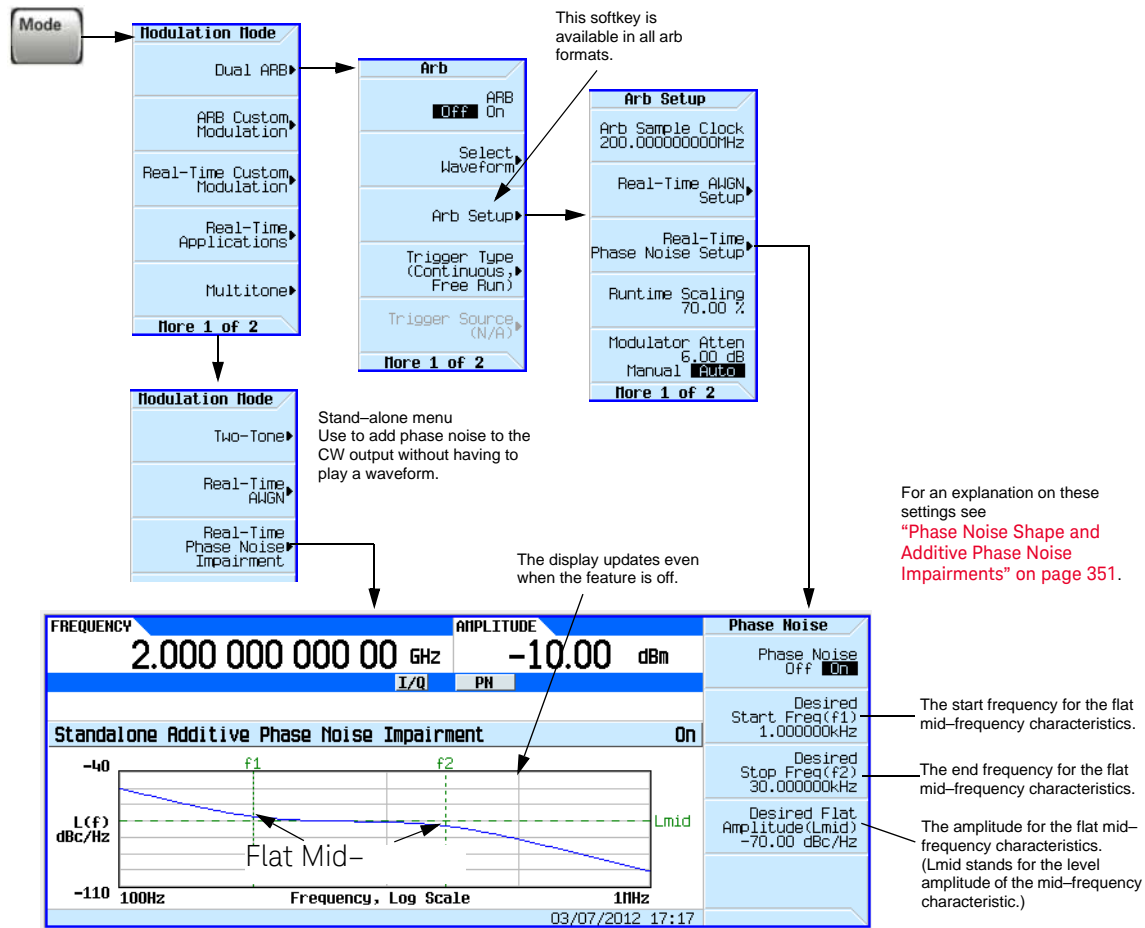 Mode
Modulation Mode
Dual ARB
ARB Custom
Modulation
Real-Time Custom
Modulation
Real-Time
Applications
Multitone
More 1 of 2
Arb
ARB
Off On
Select
Waveform
Arb Setup
Trigger Type
(Continuous,
Free Run)
Trigger Source
(N/A)
More 1 of 2
This softkey is
available in all arb
formats.
Arb Setup
Arb Sample Clock
200.000000000MHz
Real-Time AWGN
Setup
Real-Time
Phase Noise Setup
Runtime Scaling
70.00 %
Modulator Atten
6.00 dB
Manual Auto
More 1 of 2
Modulation Mode
Two-Tone
Real-Time
AWGN
Real-Time
Phase Noise
Impairment
Stand–alone menu
Use to add phase noise to the
CW output without having to
play a waveform.
For an explanation on these
settings see
“Phase Noise Shape and
Additive Phase Noise
Impairments” on page 351.
The display updates even
when the feature is off.
FREQUENCY
2.000 000 000 00 GHz
AMPLITUDE
-10.00 dBm
I/Q PN
Standalone Additive Phase Noise Impairment On
-40
f1 f2
L(f)
dBc/Hz
Lmid
Flat Mid–
-110
100Hz Frequency, Log Scale 1MHz
03/07/2012 17:17
Phase Noise
Phase Noise
Off On
Desired
Start Freq(f1)
1.000000kHz
Desired
Stop Freq(f2)
30.000000kHz
Desired Flat
Amplitude(Lmid)
-70.00 dBc/Hz
The start frequency for the flat
mid–frequency characteristics.
The end frequency for the flat
mid–frequency characteristics.
The amplitude for the flat mid–
frequency characteristics.
(Lmid stands for the level
amplitude of the mid–frequency
characteristic.)